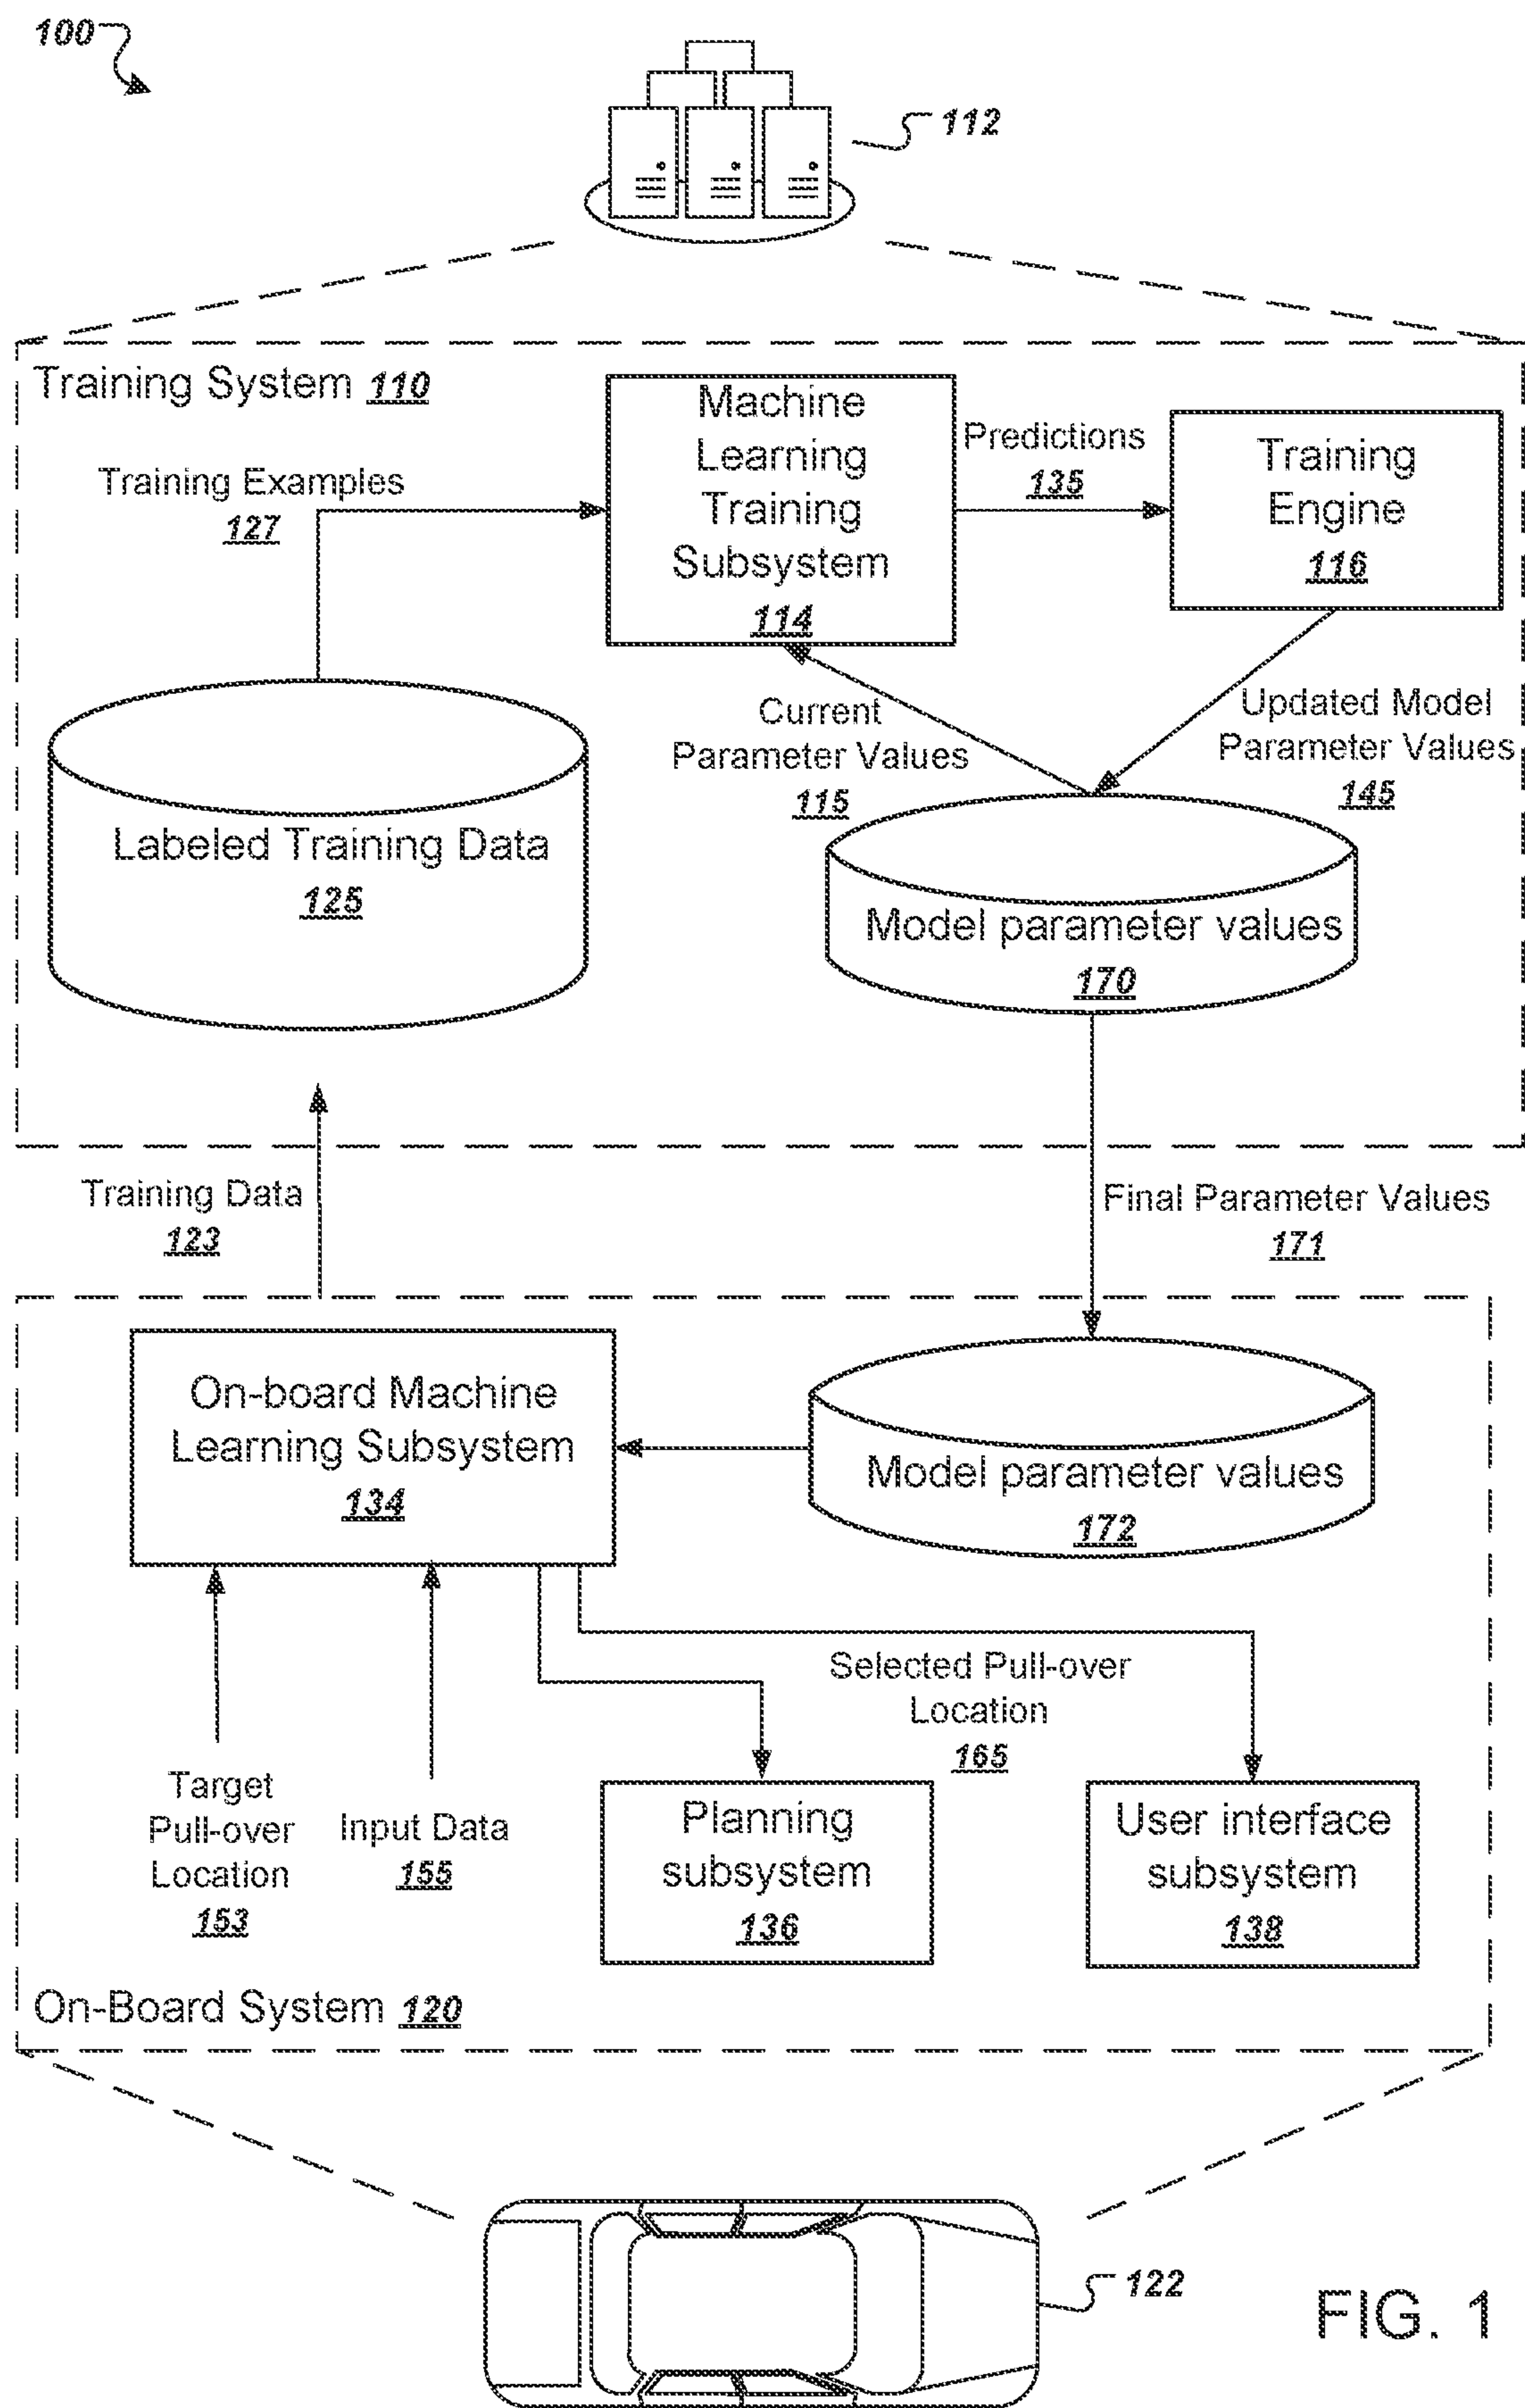 100
112
Training System 110
Training Examples
127
Machine
Learning
Training
Subsystem
114
Predictions
135
Training
Engine
116
Current
Parameter Values
115
Updated Model
Parameter Values
145
Labeled Training Data
125
Model parameter values
170
Training Data
123
Final Parameter Values
171
On-board Machine
Learning Subsystem
134
Model parameter values
172
Selected Pull-over
Location
165
Target
Pull-over
Location
153
Input Data
155
Planning
subsystem
136
User interface
subsystem
138
On-Board System 120
122
FIG. 1